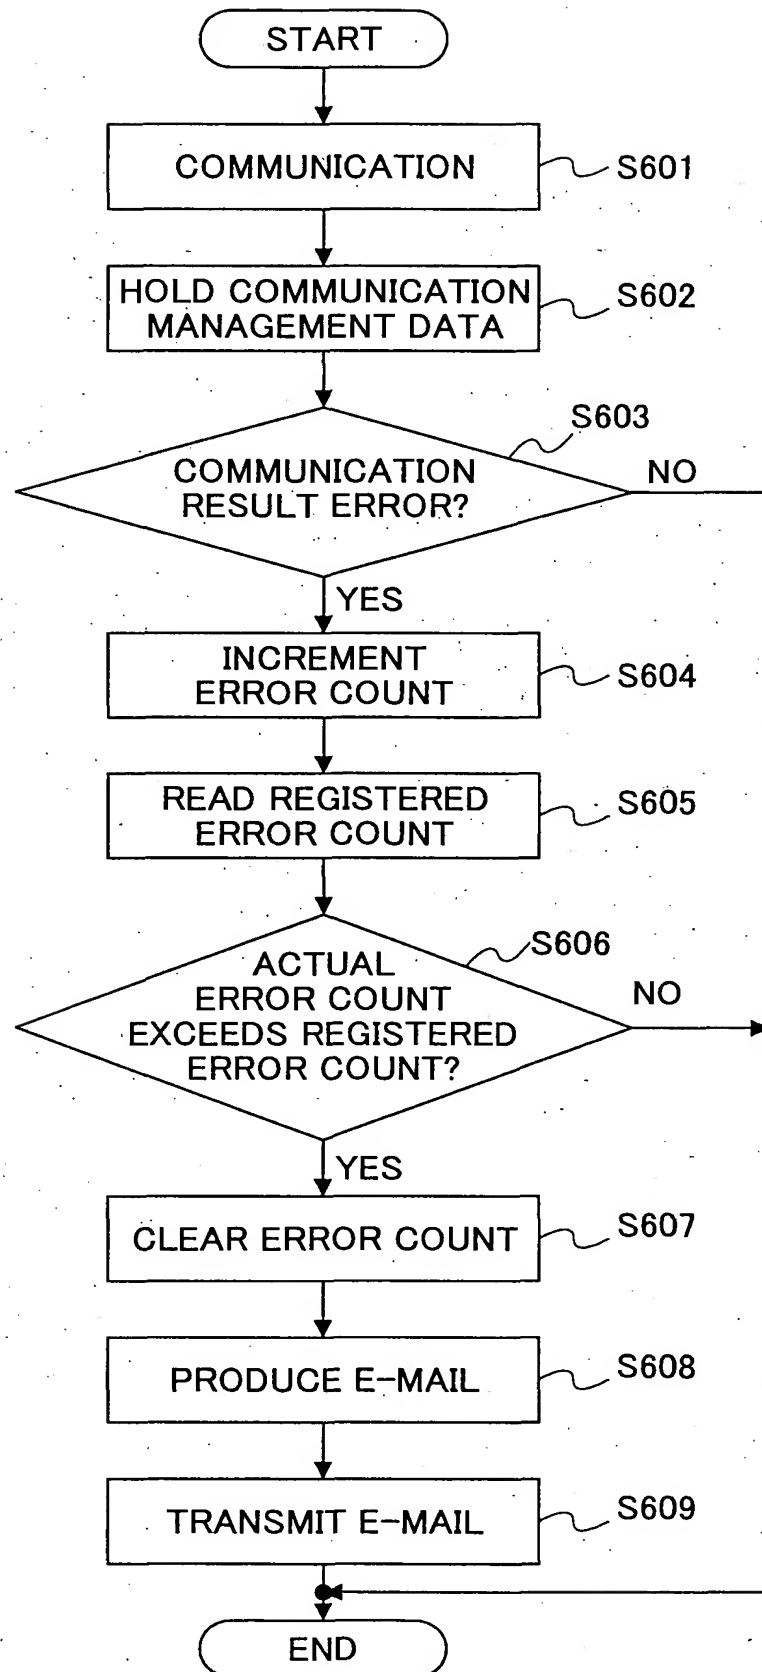 START
COMMUNICATION
S601
HOLD COMMUNICATION
MANAGEMENT DATA
S602
S603
COMMUNICATION
RESULT ERROR?
NO
YES
INCREMENT
ERROR COUNT
S604
READ REGISTERED
ERROR COUNT
S605
S606
ACTUAL
ERROR COUNT
EXCEEDS REGISTERED
ERROR COUNT?
NO
YES
CLEAR ERROR COUNT
S607
PRODUCE E-MAIL
S608
TRANSMIT E-MAIL
S609
END